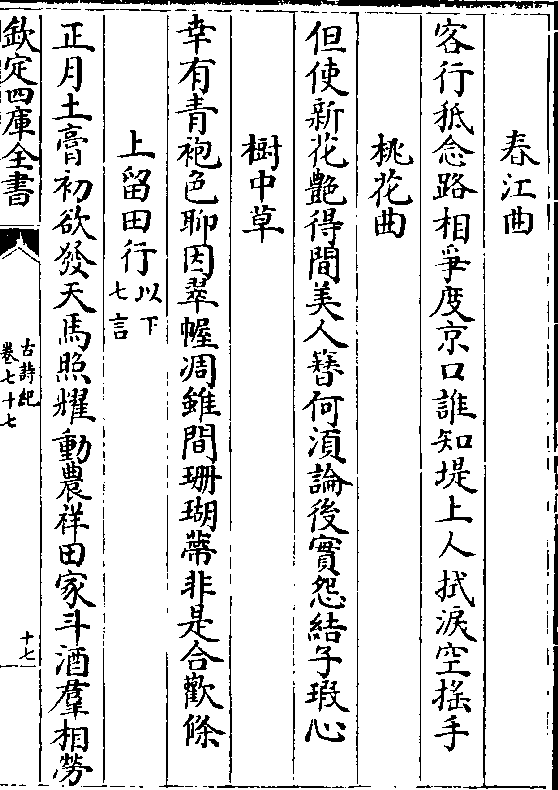 春江曲
客行秪念路相爭度京口誰知堤上人拭淚空搖手
桃花曲
但使新花艷得間美人簪何須論後實怨結子瑕心
樹中草
幸有青袍色聊因翠幄凋雖間珊瑚蔕非是合歡條
上留田行以下七言
正月土膏初欲發天馬照耀動農祥田家斗酒羣相勞
欽定四庫全書
古詩紀
卷七十七
十七